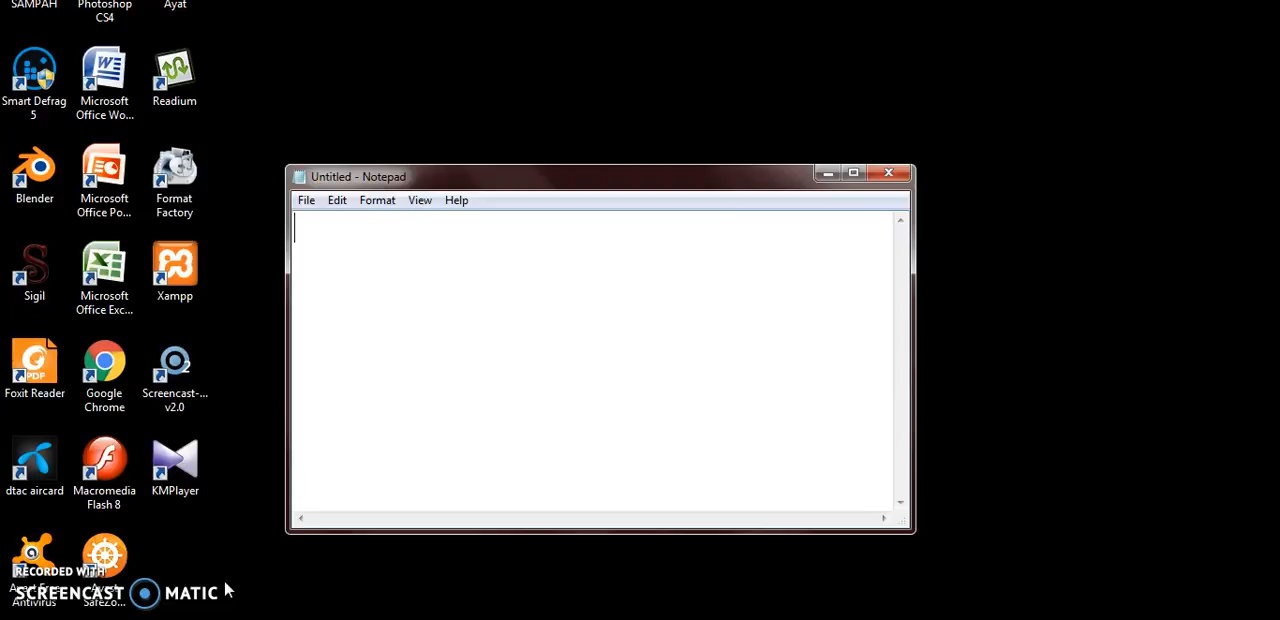 SAMPAH
Photoshop
CS4
Ayat
Smart Defrag
5
Microsoft
Office Wo...
Readium
Blender
Microsoft
Office Po...
Format
Factory
Sigil
Microsoft
Office Exc...
Xampp
Foxit Reader
PDF
Google
Chrome
Screencast-...
v2.0
dtac aircard
Macromedia
Flash 8
KMPlayer
Antivirus
SafeZo...
RECORDED WITH
SCREENCAST MATIC
Untitled - Notepad
File Edit Format View Help